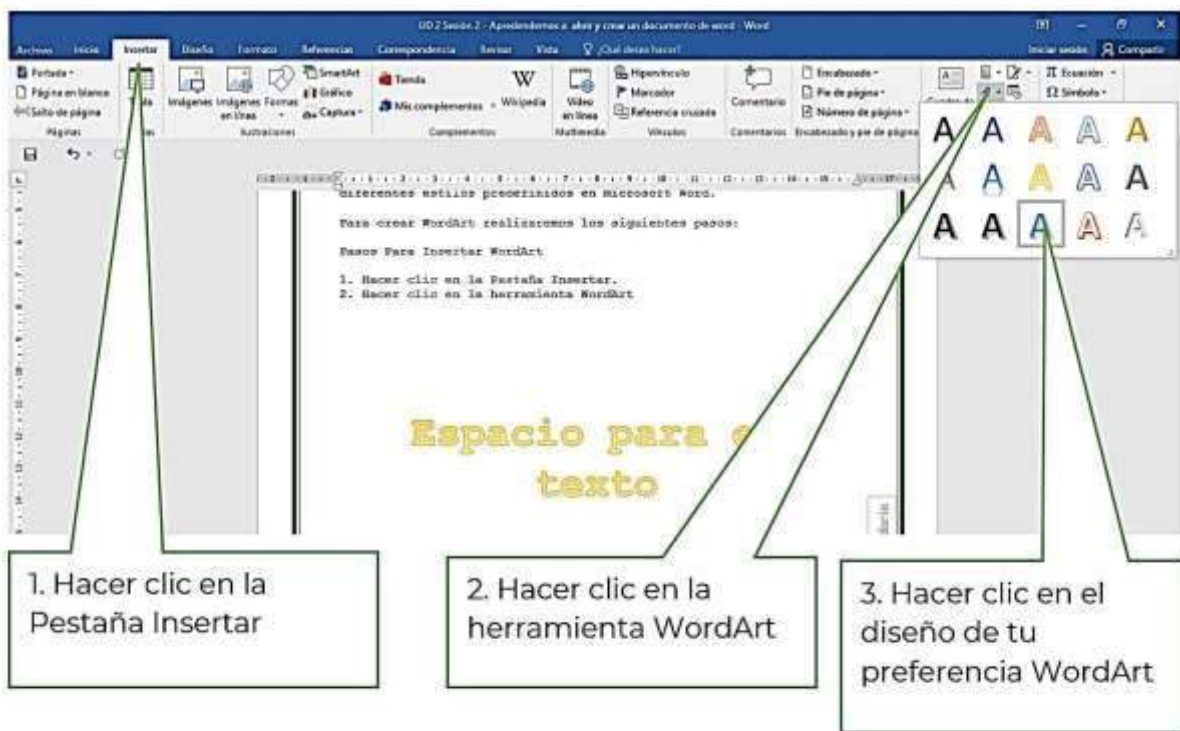 UD 2 Sesión 2 - Aprendemos a abrir y crear un documento de word - Word
Archivo Inicio Insertar Diseño Formato Referencias Correspondencia Revisar Vista ¿Qué desea hacer? Iniciar sesión Compartir
Portada
Página en blanco
Salto de página
Páginas
Imágenes
Imágenes en línea
Formas
SmartArt
Gráfico
Captura
Ilustraciones
Tienda
Mis complementos
Wikipedia
Complementos
Vídeo en línea
Multimedia
Hipervínculo
Marcador
Referencia cruzada
Vínculos
Comentario
Comentarios
Encabezado
Pie de página
Número de página
Encabezado y pie de página
Ecuación
Símbolo
diferentes estilos predefinidos en Microsoft Word.
Para crear WordArt realizaremos los siguientes pasos:
Pasos Para Insertar WordArt
1. Hacer clic en la Pestaña Insertar.
2. Hacer clic en la herramienta WordArt
Espacio para e
texto
1. Hacer clic en la
Pestaña Insertar
2. Hacer clic en la
herramienta WordArt
3. Hacer clic en el
diseño de tu
preferencia WordArt